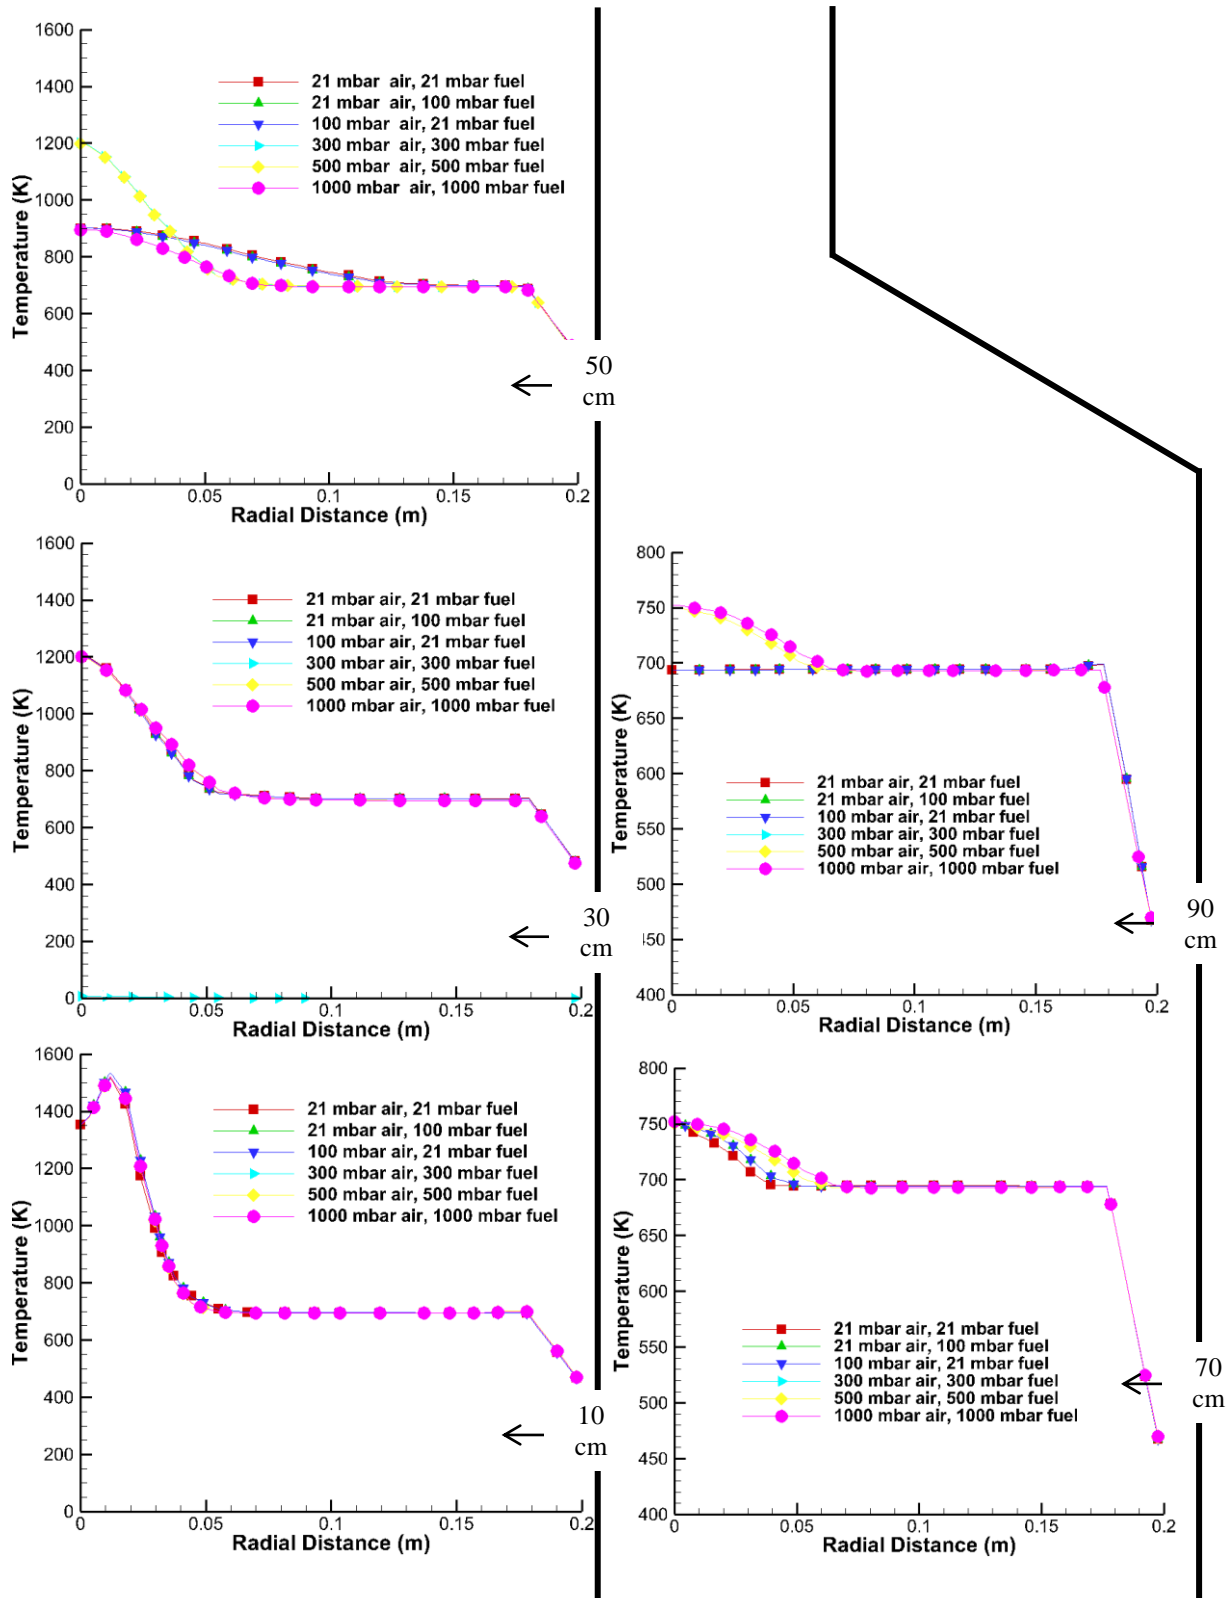 1600
1400
1200
1000
800
600
400
200
0
Temperature (K)
21 mbar air, 21 mbar fuel
21 mbar air, 100 mbar fuel
100 mbar air, 21 mbar fuel
300 mbar air, 300 mbar fuel
500 mbar air, 500 mbar fuel
1000 mbar air, 1000 mbar fuel
0 0.05 0.1 0.15 0.2
Radial Distance (m)
50
cm
1600
1400
1200
1000
800
600
400
200
0
Temperature (K)
21 mbar air, 21 mbar fuel
21 mbar air, 100 mbar fuel
100 mbar air, 21 mbar fuel
300 mbar air, 300 mbar fuel
500 mbar air, 500 mbar fuel
1000 mbar air, 1000 mbar fuel
0 0.05 0.1 0.15 0.2
Radial Distance (m)
30
cm
800
750
700
650
600
550
500
450
400
Temperature (K)
21 mbar air, 21 mbar fuel
21 mbar air, 100 mbar fuel
100 mbar air, 21 mbar fuel
300 mbar air, 300 mbar fuel
500 mbar air, 500 mbar fuel
1000 mbar air, 1000 mbar fuel
0 0.05 0.1 0.15 0.2
Radial Distance (m)
90
cm
1600
1400
1200
1000
800
600
400
200
0
Temperature (K)
21 mbar air, 21 mbar fuel
21 mbar air, 100 mbar fuel
100 mbar air, 21 mbar fuel
300 mbar air, 300 mbar fuel
500 mbar air, 500 mbar fuel
1000 mbar air, 1000 mbar fuel
0 0.05 0.1 0.15 0.2
Radial Distance (m)
10
cm
800
750
700
650
600
550
500
450
400
Temperature (K)
21 mbar air, 21 mbar fuel
21 mbar air, 100 mbar fuel
100 mbar air, 21 mbar fuel
300 mbar air, 300 mbar fuel
500 mbar air, 500 mbar fuel
1000 mbar air, 1000 mbar fuel
0 0.05 0.1 0.15 0.2
Radial Distance (m)
70
cm